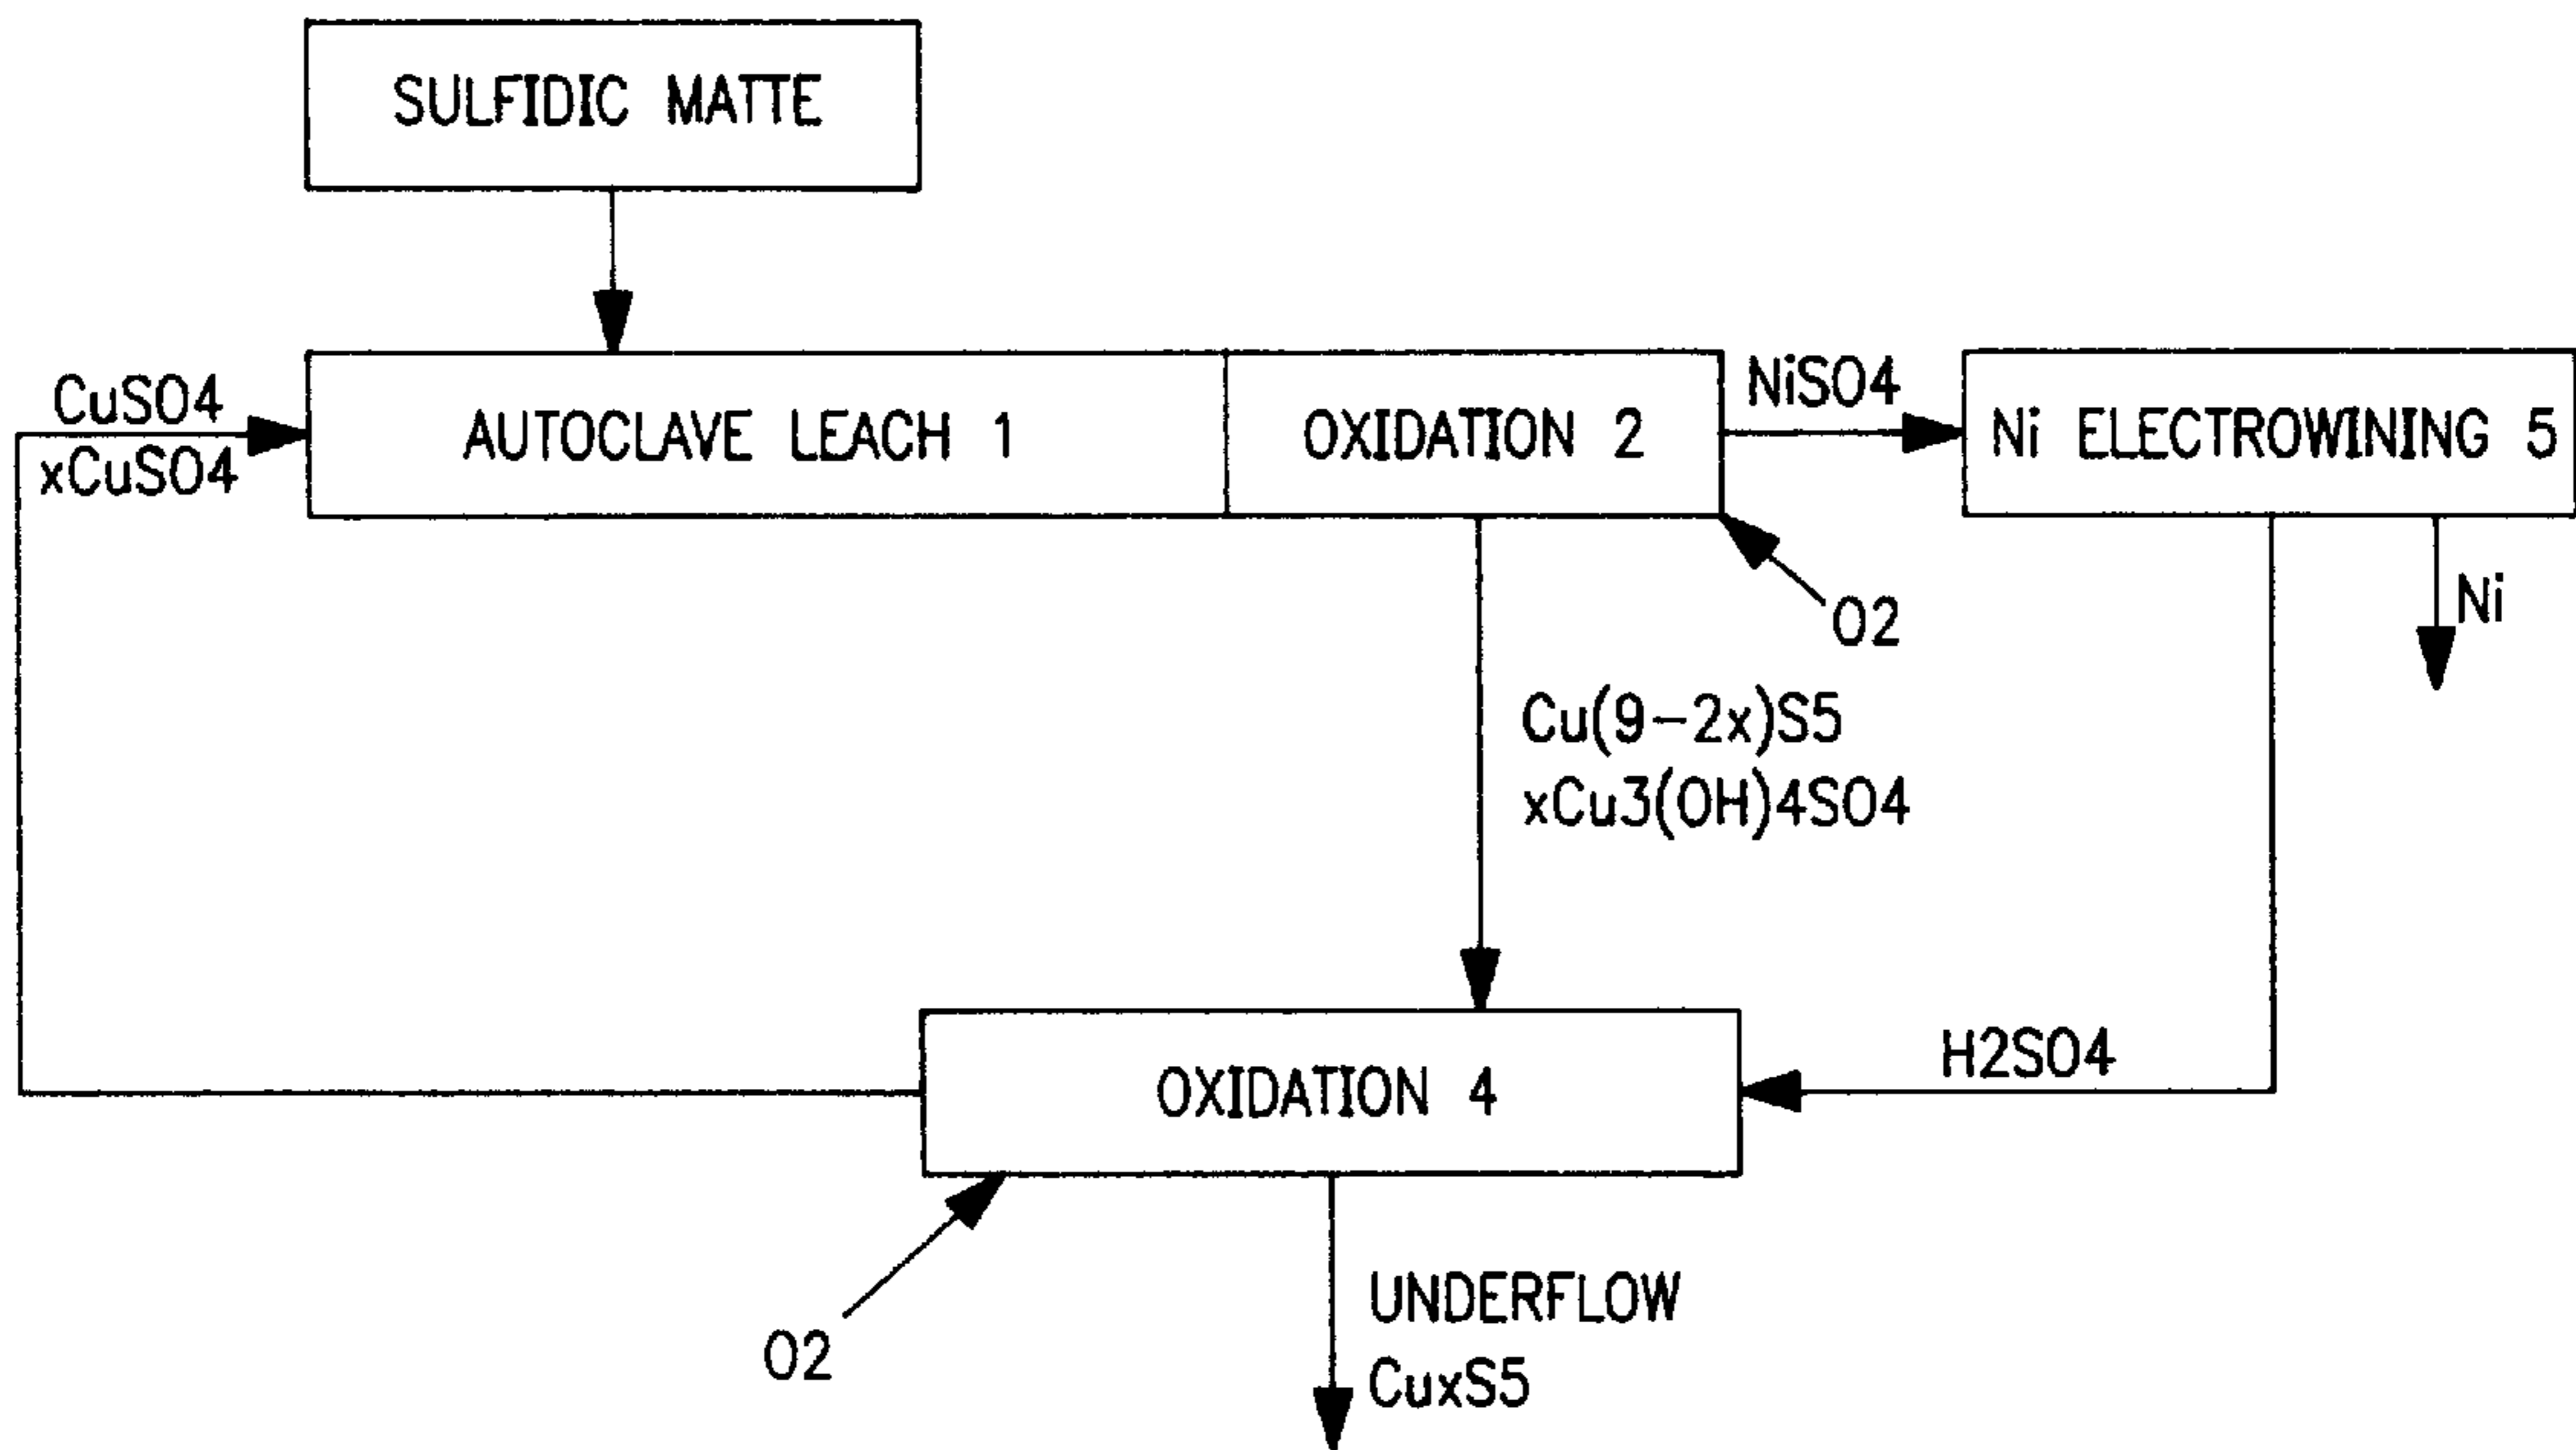 SULFIDIC MATTE
CuSO4
xCuSO4
AUTOCLAVE LEACH 1
OXIDATION 2
NiSO4
Ni ELECTROWINING 5
O2
Ni
Cu(9-2x)S5
xCu3(OH)4SO4
OXIDATION 4
H2SO4
O2
UNDERFLOW
CuxS5